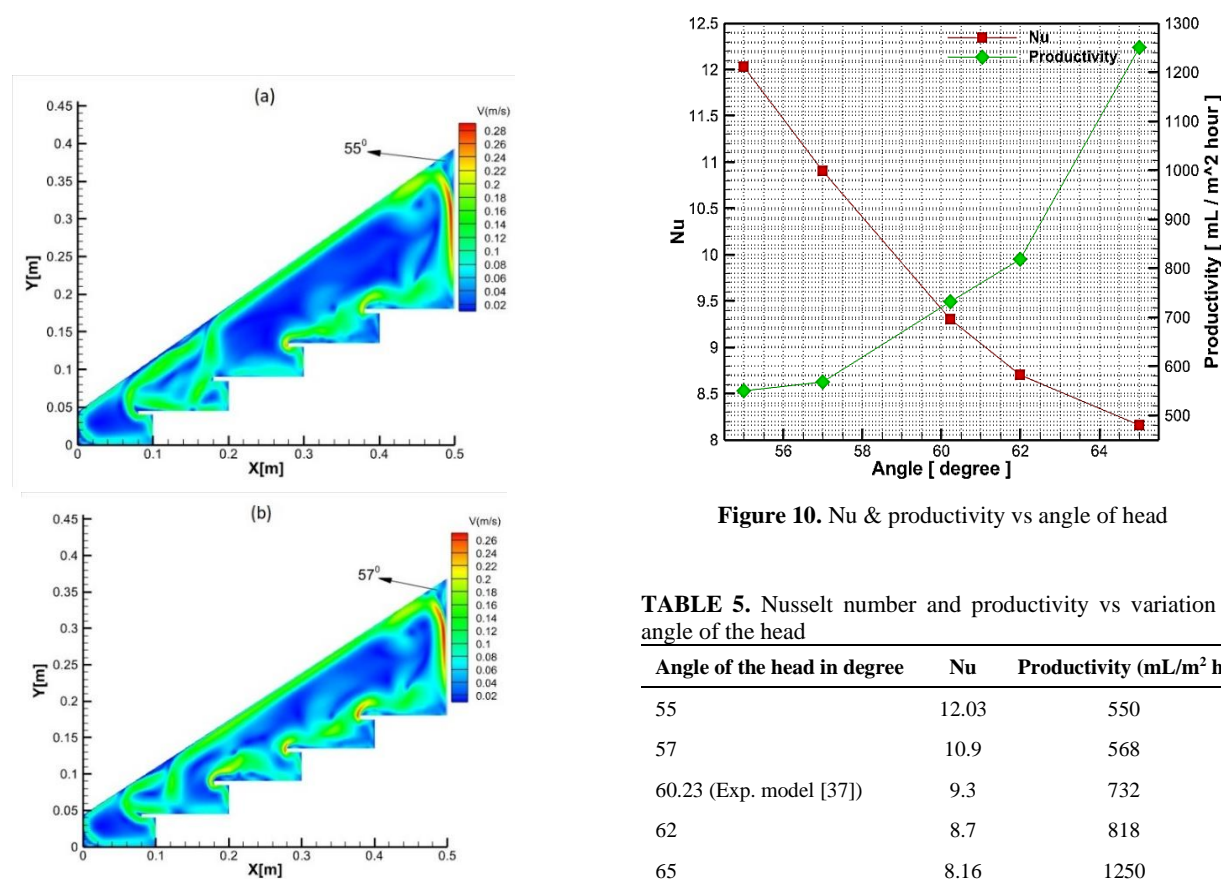 (a)
V(m/s)
0.45
0.4
0.35
0.3
0.25
0.2
0.15
0.1
0.05
0
Y[m]
55⁰
0.28
0.26
0.24
0.22
0.2
0.18
0.16
0.14
0.12
0.1
0.08
0.06
0.04
0.02
0 0.1 0.2 0.3 0.4 0.5
X[m]
(b)
V(m/s)
0.45
0.4
0.35
0.3
0.25
0.2
0.15
0.1
0.05
0
Y[m]
57⁰
0.26
0.24
0.22
0.2
0.18
0.16
0.14
0.12
0.1
0.08
0.06
0.04
0.02
0 0.1 0.2 0.3 0.4 0.5
X[m]
12.5
12
11.5
11
10.5
10
9.5
9
8.5
8
Nu
Nu
Productivity
1300
1200
1100
1000
900
800
700
600
500
Productivity [ mL / m^2 hour ]
56 58 60 62 64
Angle [ degree ]
Figure 10. Nu & productivity vs angle of head
TABLE 5. Nusselt number and productivity vs variation
angle of the head
Angle of the head in degree Nu Productivity (mL/m² h
55 12.03 550
57 10.9 568
60.23 (Exp. model [37]) 9.3 732
62 8.7 818
65 8.16 1250